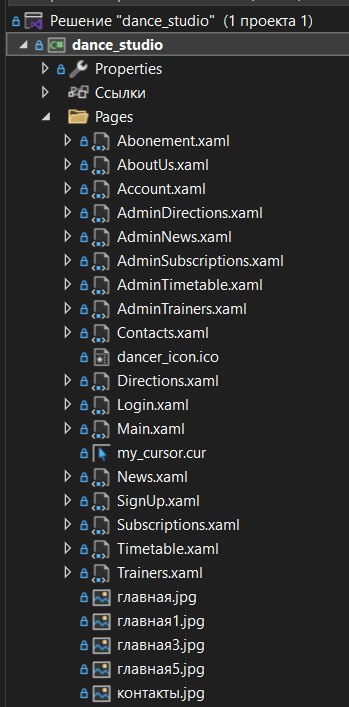 Решение "dance_studio" (1 проекта 1)
dance_studio
Properties
Ссылки
Pages
Abonement.xaml
AboutUs.xaml
Account.xaml
AdminDirections.xaml
AdminNews.xaml
AdminSubscriptions.xaml
AdminTimetable.xaml
AdminTrainers.xaml
Contacts.xaml
dancer_icon.ico
Directions.xaml
Login.xaml
Main.xaml
my_cursor.cur
News.xaml
SignUp.xaml
Subscriptions.xaml
Timetable.xaml
Trainers.xaml
главная.jpg
главная1.jpg
главная3.jpg
главная5.jpg
контакты.jpg